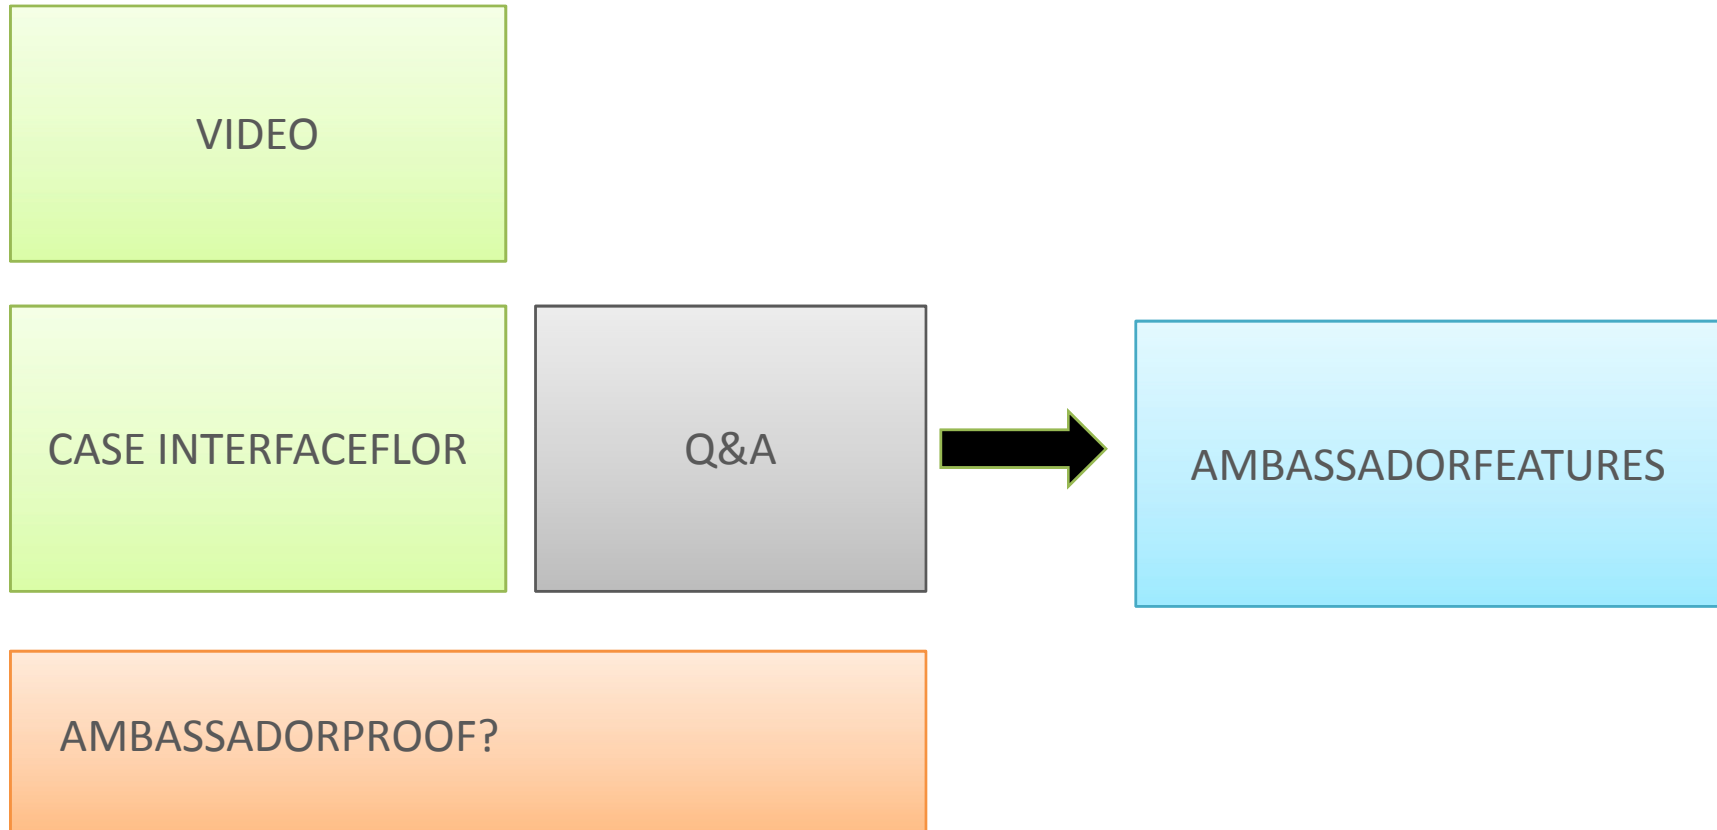 VIDEO
CASE INTERFACEFLOR
Q&A
AMBASSADORFEATURES
AMBASSADORPROOF?